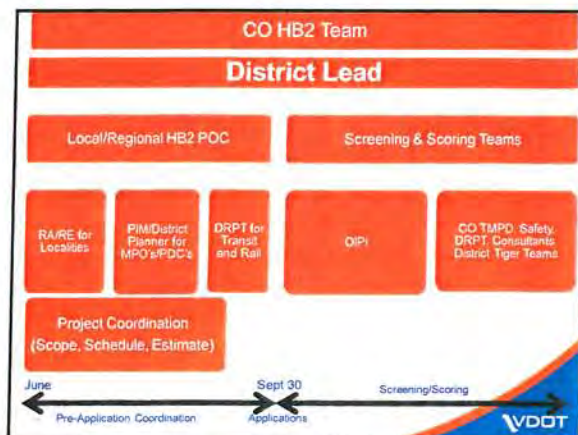 CO HB2 Team
District Lead
Local/Regional HB2 POC
Screening & Scoring Teams
RA/RE for
Localities
PIM/District
Planner for
MPO's/PDC's
DRPT for
Transit
and Rail
OIPI
CO TMPD, Safety,
DRPT, Consultants
District Tiger Teams
Project Coordination
(Scope, Schedule, Estimate)
June
Sept 30
Screening/Scoring
Pre-Application Coordination
Applications
VDOT